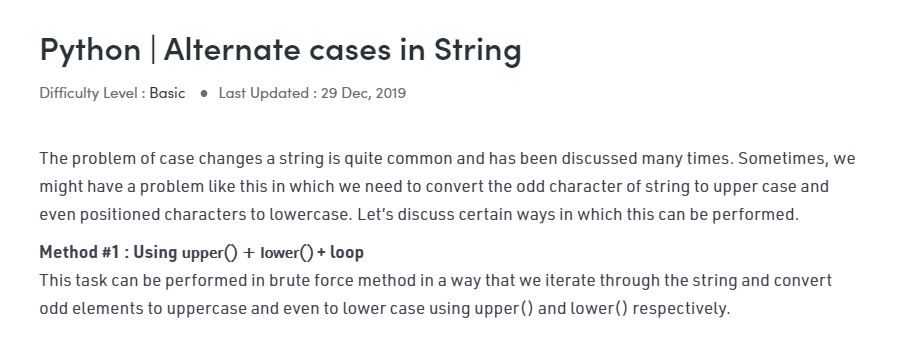 Python | Alternate cases in String
Difficulty Level : Basic ● Last Updated : 29 Dec, 2019
The problem of case changes a string is quite common and has been discussed many times. Sometimes, we
might have a problem like this in which we need to convert the odd character of string to upper case and
even positioned characters to lowercase. Let’s discuss certain ways in which this can be performed.
Method #1 : Using upper() + lower() + loop
This task can be performed in brute force method in a way that we iterate through the string and convert
odd elements to uppercase and even to lower case using upper() and lower() respectively.